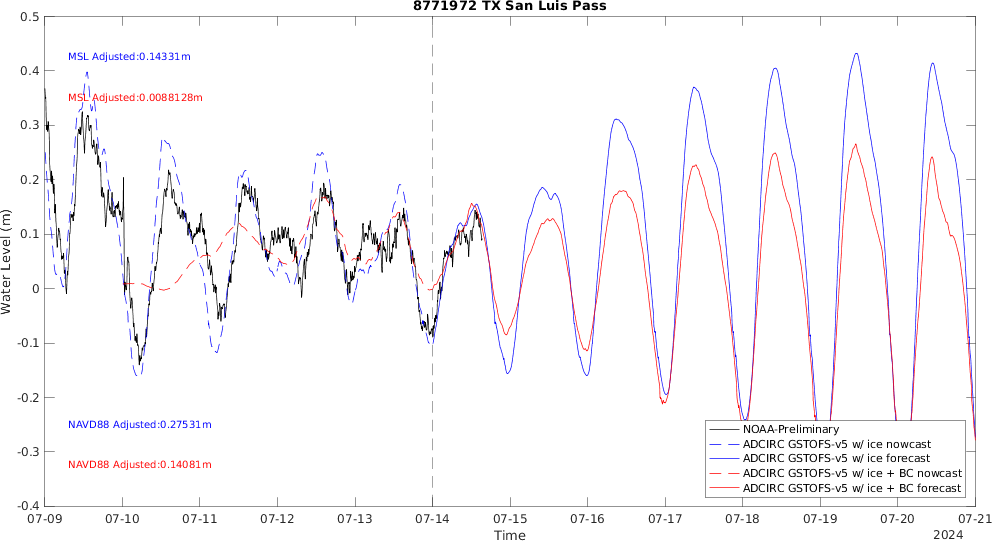 8771972 TX San Luis Pass
0.5
0.4
0.3
0.2
0.1
0
-0.1
-0.2
-0.3
-0.4
Water Level (m)
MSL Adjusted:0.14331m
MSL Adjusted:0.0088128m
NAVD88 Adjusted:0.27531m
NAVD88 Adjusted:0.14081m
NOAA-Preliminary
ADCIRC GSTOFS-v5 w/ ice nowcast
ADCIRC GSTOFS-v5 w/ ice forecast
ADCIRC GSTOFS-v5 w/ ice + BC nowcast
ADCIRC GSTOFS-v5 w/ ice + BC forecast
07-09 07-10 07-11 07-12 07-13 07-14 07-15 07-16 07-17 07-18 07-19 07-20 07-21
Time
2024